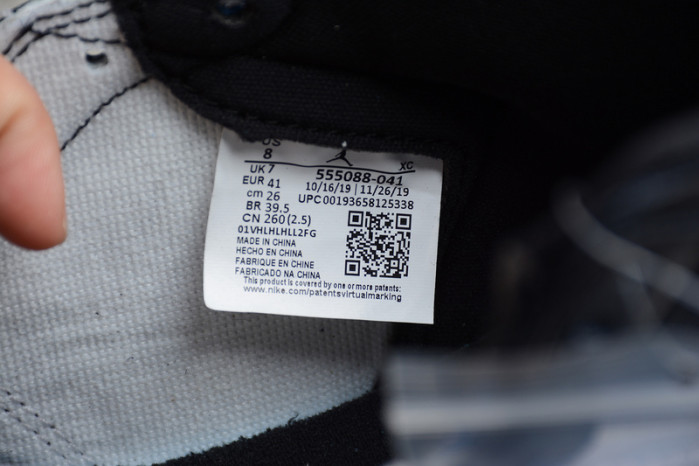 US
8
UK 7
EUR 41
cm 26
BR 39.5
CN 260 (2.5)
01VHLHLHLL2FG
MADE IN CHINA
HECHO EN CHINA
FABRIQUE EN CHINE
FABRICADO NA CHINA
XC
555088-041
10/16/19 | 11/26/19
UPC00193658125338
This product is covered by one or more patents:
www.nike.com/patentsvirtualmarking